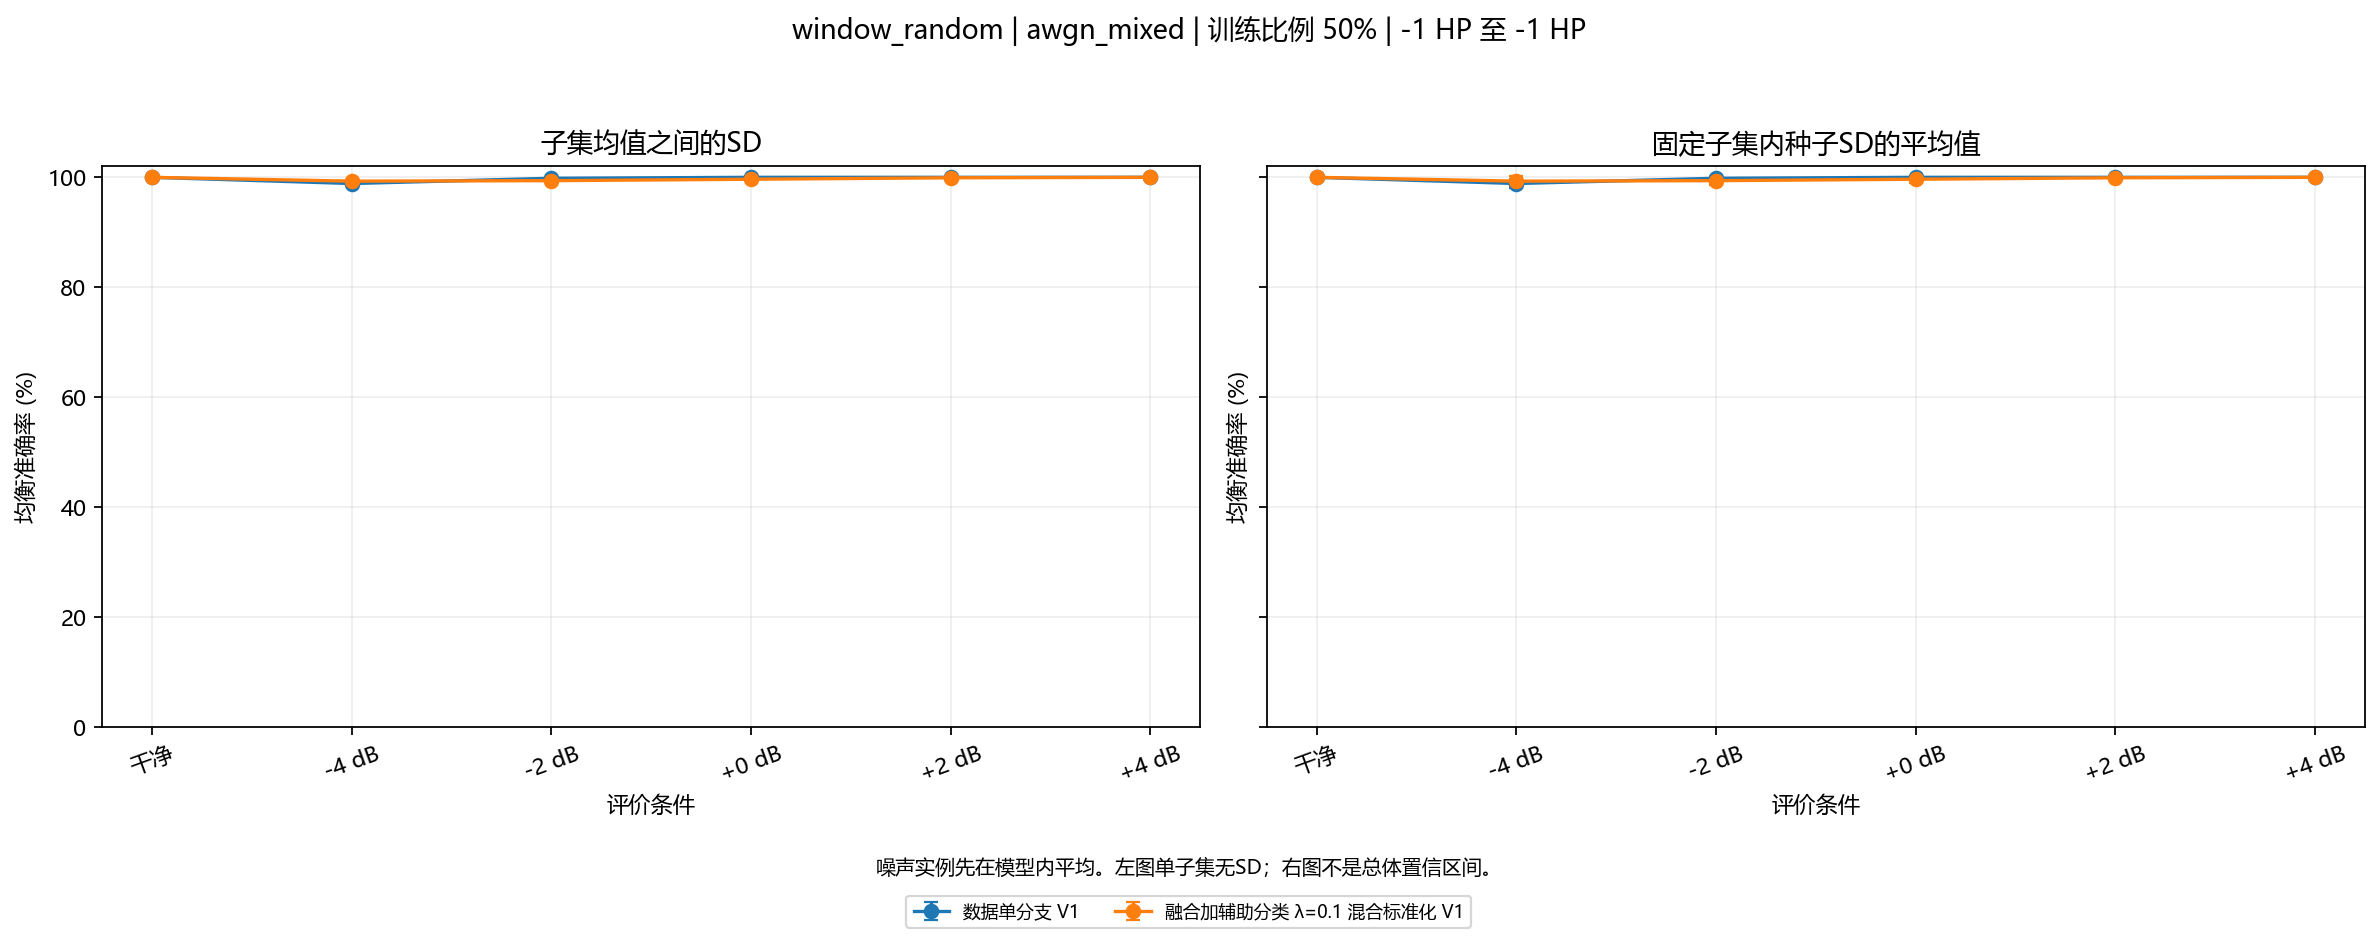 window_random | awgn_mixed | 训练比例 50% | -1 HP 至 -1 HP
子集均值之间的SD
100
80
60
40
20
0
均衡准确率 (%)
干净
-4 dB
-2 dB
+0 dB
+2 dB
+4 dB
评价条件
固定子集内种子SD的平均值
均衡准确率 (%)
干净
-4 dB
-2 dB
+0 dB
+2 dB
+4 dB
评价条件
噪声实例先在模型内平均。左图单子集无SD；右图不是总体置信区间。
数据单分支 V1
融合加辅助分类 λ=0.1 混合标准化 V1